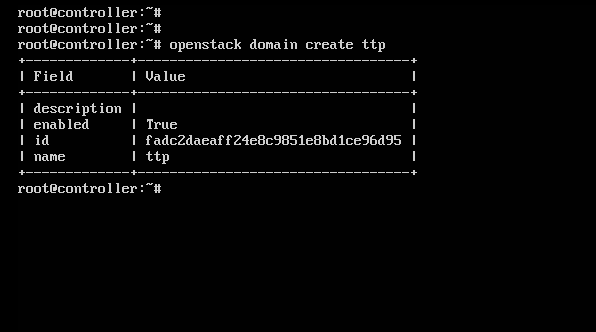 root@controller:~#
root@controller:~#
root@controller:~# openstack domain create ttp
+-------------+----------------------------------+
| Field       | Value                            |
+-------------+----------------------------------+
| description |                                  |
| enabled     | True                             |
| id          | fadc2daeaff24e8c9851e8bd1ce96d95 |
| name        | ttp                              |
+-------------+----------------------------------+
root@controller:~#